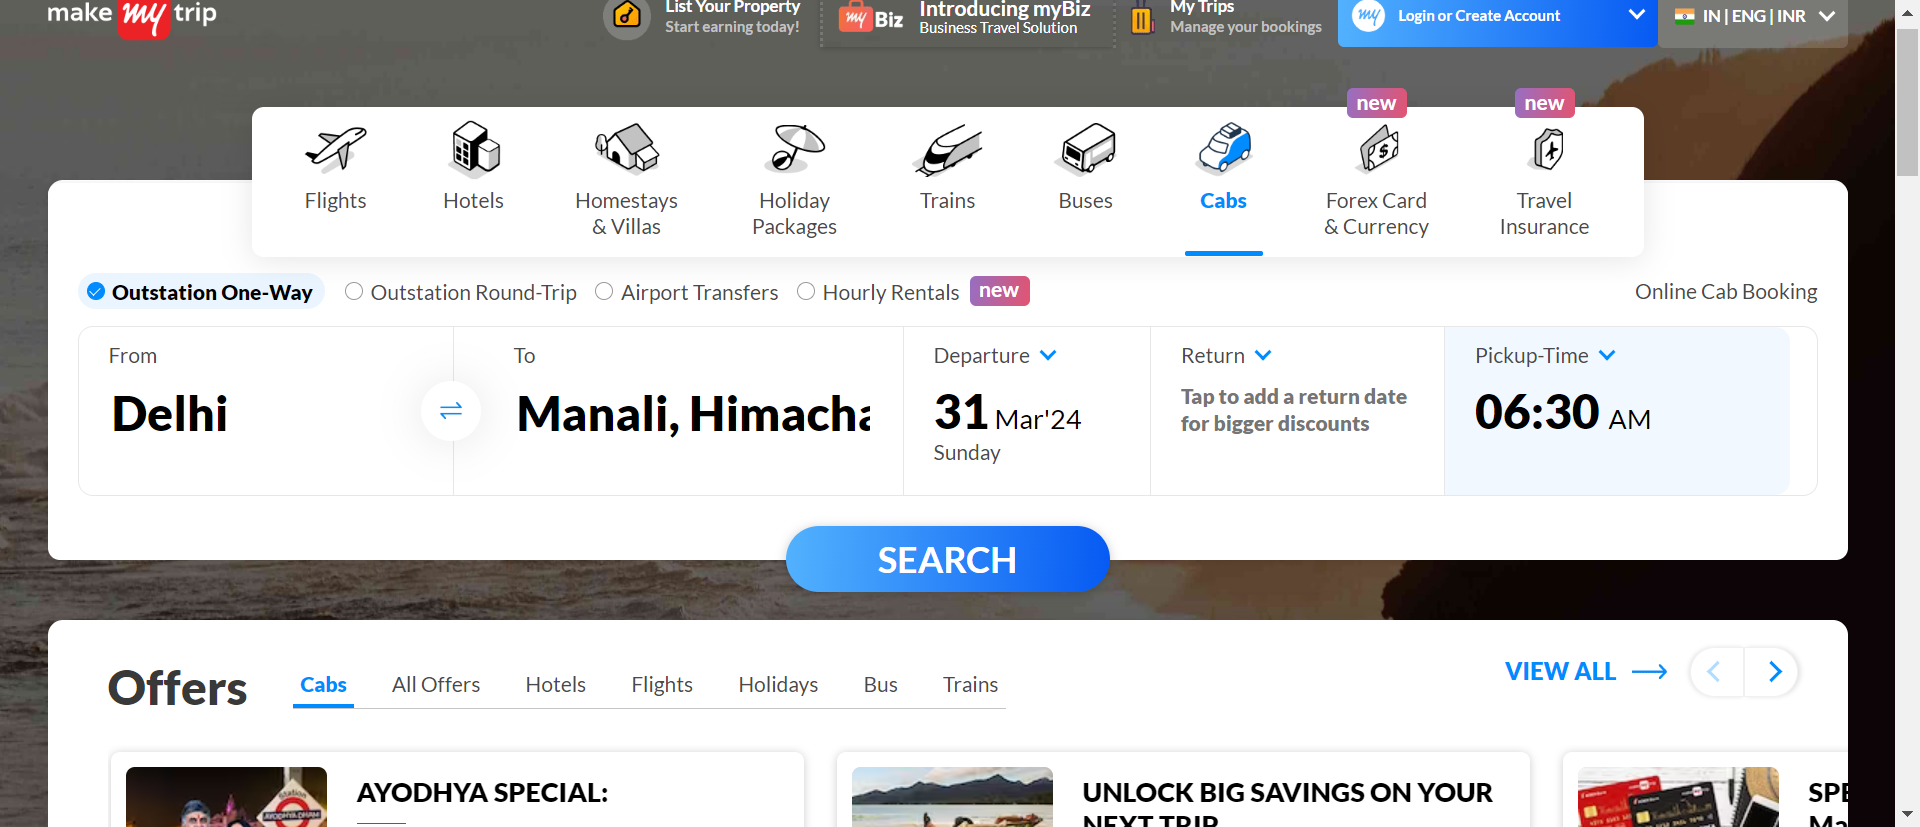 make my trip
List Your Property
Start earning today!
my Biz
Introducing myBiz
Business Travel Solution
My Trips
Manage your bookings
my
Login or Create Account
IN | ENG | INR
new
new
Flights
Hotels
Homestays
& Villas
Holiday
Packages
Trains
Buses
Cabs
Forex Card
& Currency
Travel
Insurance
Outstation One-Way
Outstation Round-Trip
Airport Transfers
Hourly Rentals
new
Online Cab Booking
From
Delhi
To
Manali, Himacha
Departure
31 Mar'24
Sunday
Return
Tap to add a return date
for bigger discounts
Pickup-Time
06:30 AM
SEARCH
Offers
Cabs
All Offers
Hotels
Flights
Holidays
Bus
Trains
VIEW ALL
Station
AYODHYA DHAM
AYODHYA SPECIAL:
UNLOCK BIG SAVINGS ON YOUR
NEXT TRIP
SPE
Ma